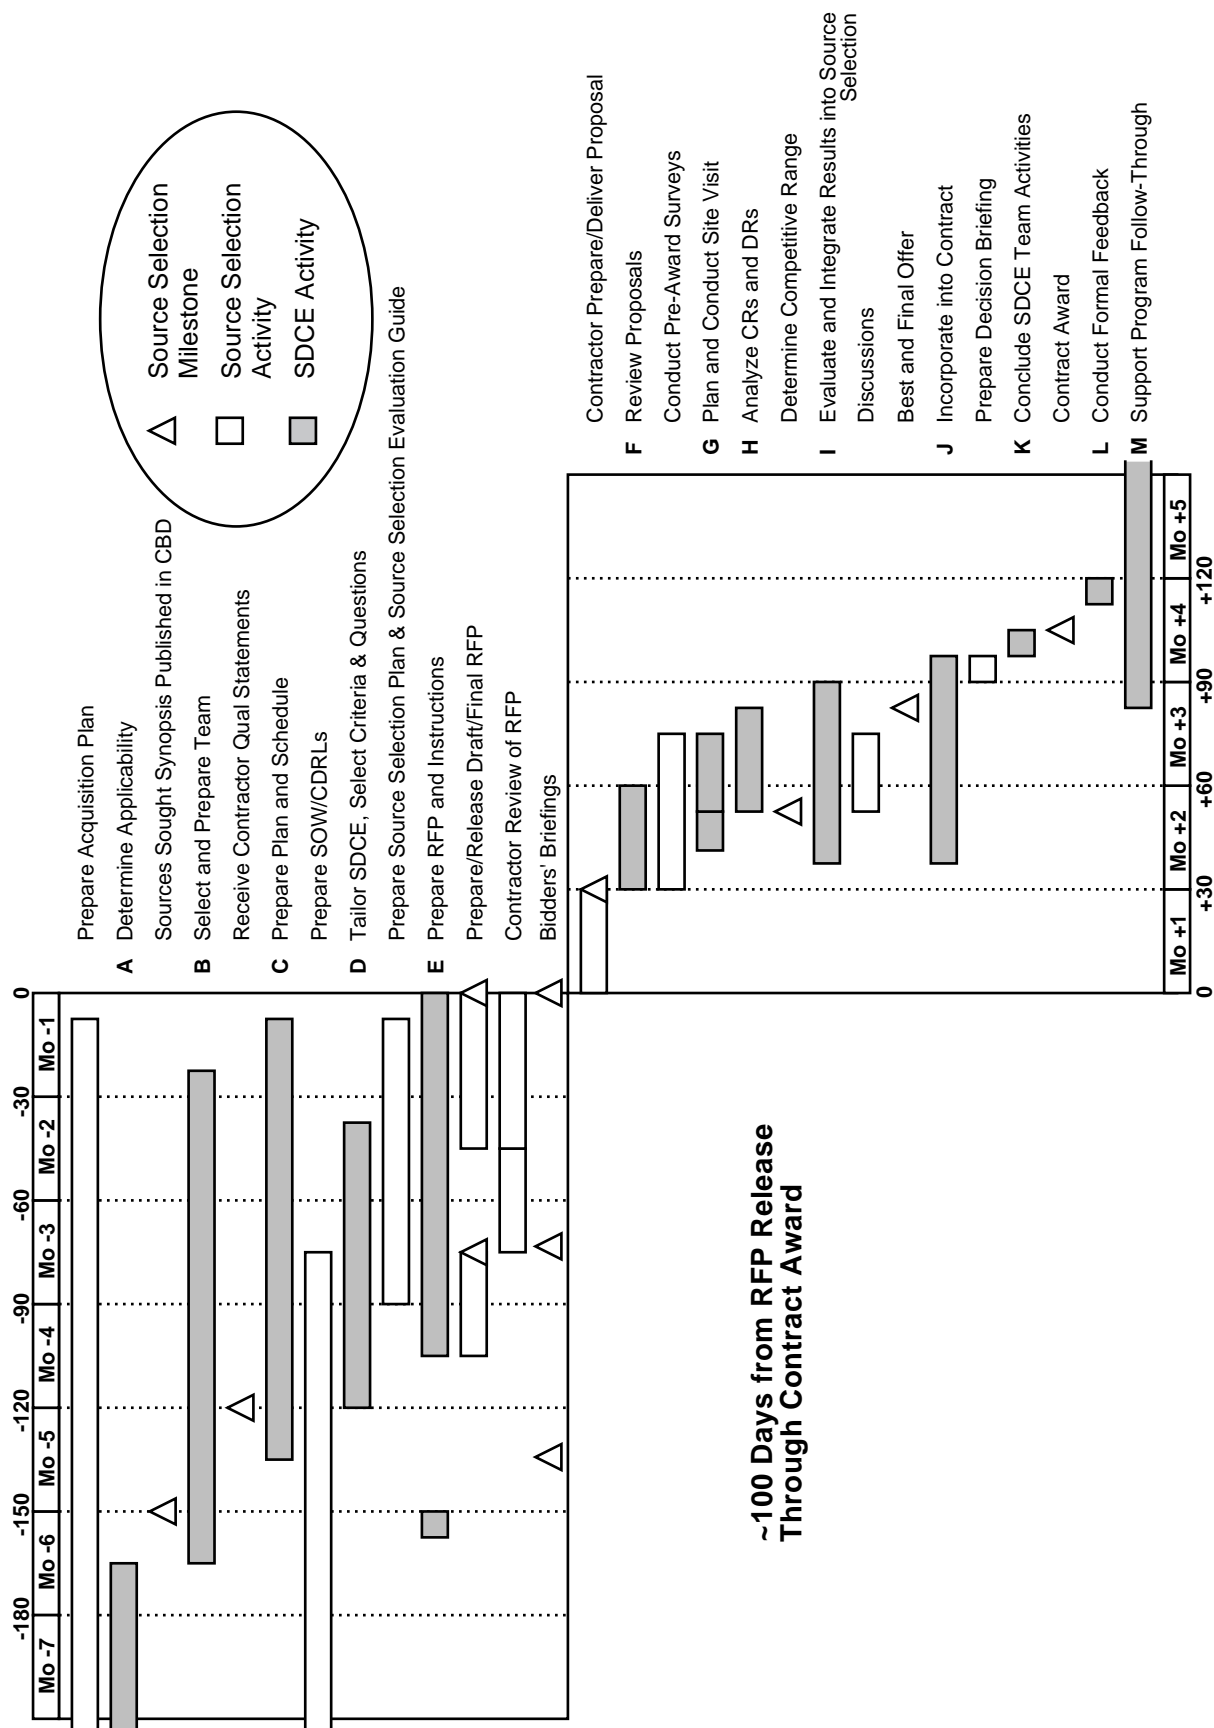 -180
-150
-120
-90
-60
-30
0
Mo -7
Mo -6
Mo -5
Mo -4
Mo -3
Mo -2
Mo -1
Prepare Acquisition Plan
A Determine Applicability
Sources Sought Synopsis Published in CBD
B Select and Prepare Team
Receive Contractor Qual Statements
C Prepare Plan and Schedule
Prepare SOW/CDRLs
D Tailor SDCE, Select Criteria & Questions
Prepare Source Selection Plan & Source Selection Evaluation Guide
E Prepare RFP and Instructions
Prepare/Release Draft/Final RFP
Contractor Review of RFP
Bidders' Briefings
Source Selection
Milestone
Source Selection
Activity
SDCE Activity
Contractor Prepare/Deliver Proposal
F Review Proposals
Conduct Pre-Award Surveys
G Plan and Conduct Site Visit
H Analyze CRs and DRs
Determine Competitive Range
I Evaluate and Integrate Results into Source
Selection
Discussions
Best and Final Offer
J Incorporate into Contract
Prepare Decision Briefing
K Conclude SDCE Team Activities
Contract Award
L Conduct Formal Feedback
M Support Program Follow-Through
Mo +1
Mo +2
Mo +3
Mo +4
Mo +5
0
+30
+60
+90
+120
~100 Days from RFP Release
Through Contract Award